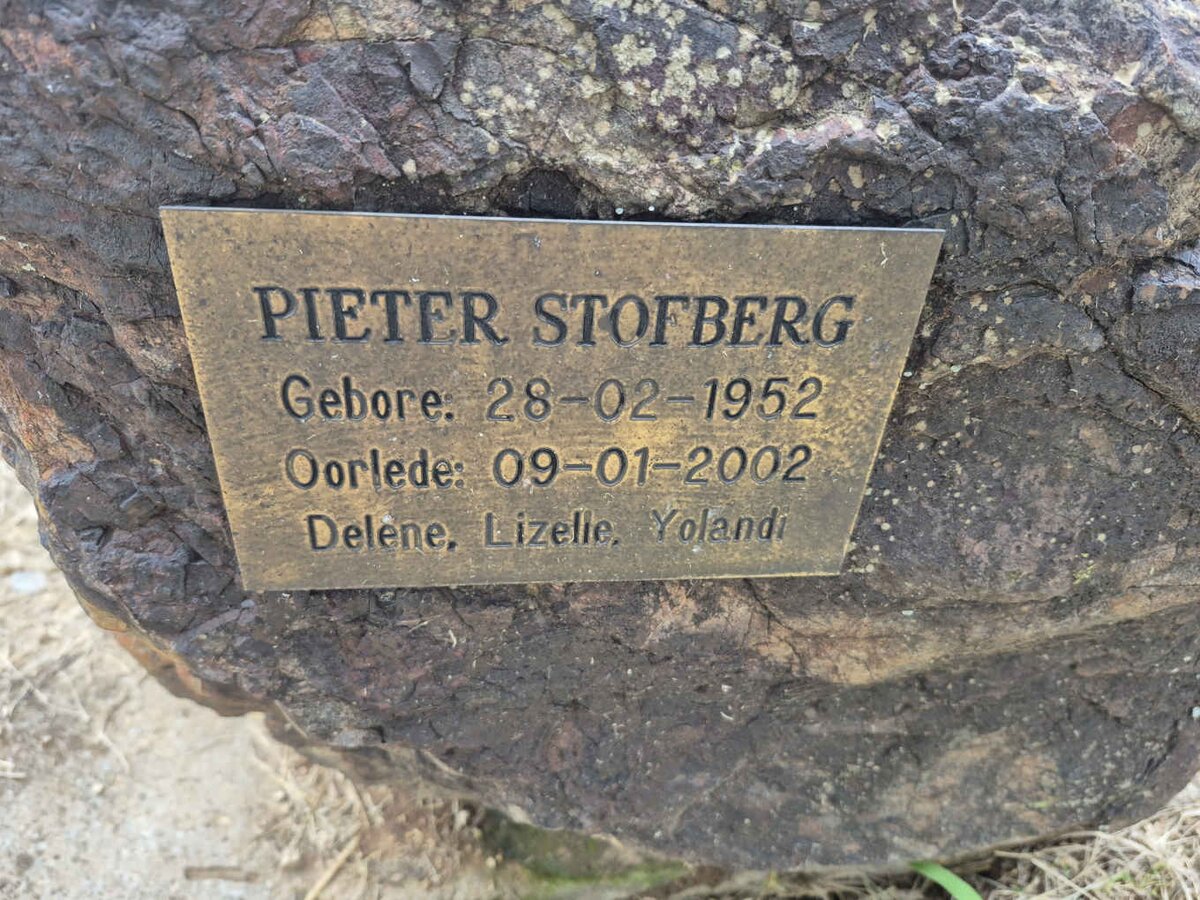 PIETER STOFBERG
Gebore: 28-02-1952
Oorlede: 09-01-2002
Delene, Lizelle, Yolandi